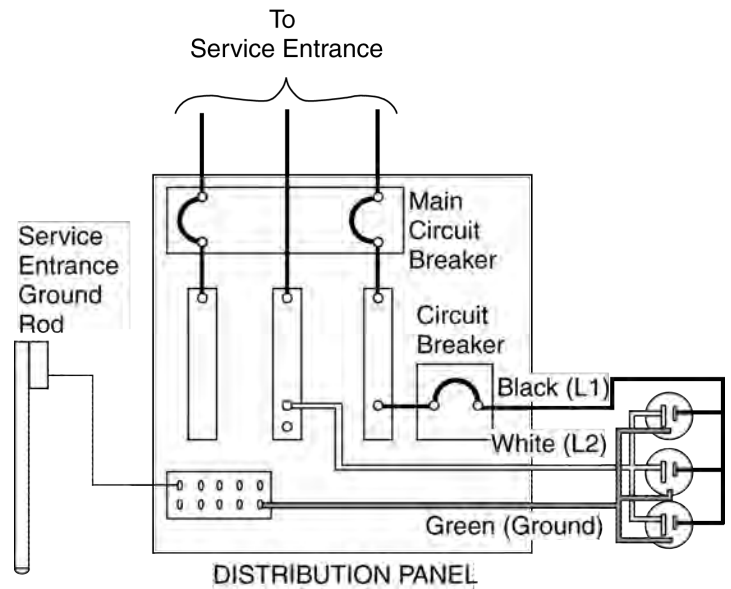 To
Service Entrance
Main
Circuit
Breaker
Service
Entrance
Ground
Rod
Circuit
Breaker
Black (L1)
White (L2)
Green (Ground)
DISTRIBUTION PANEL